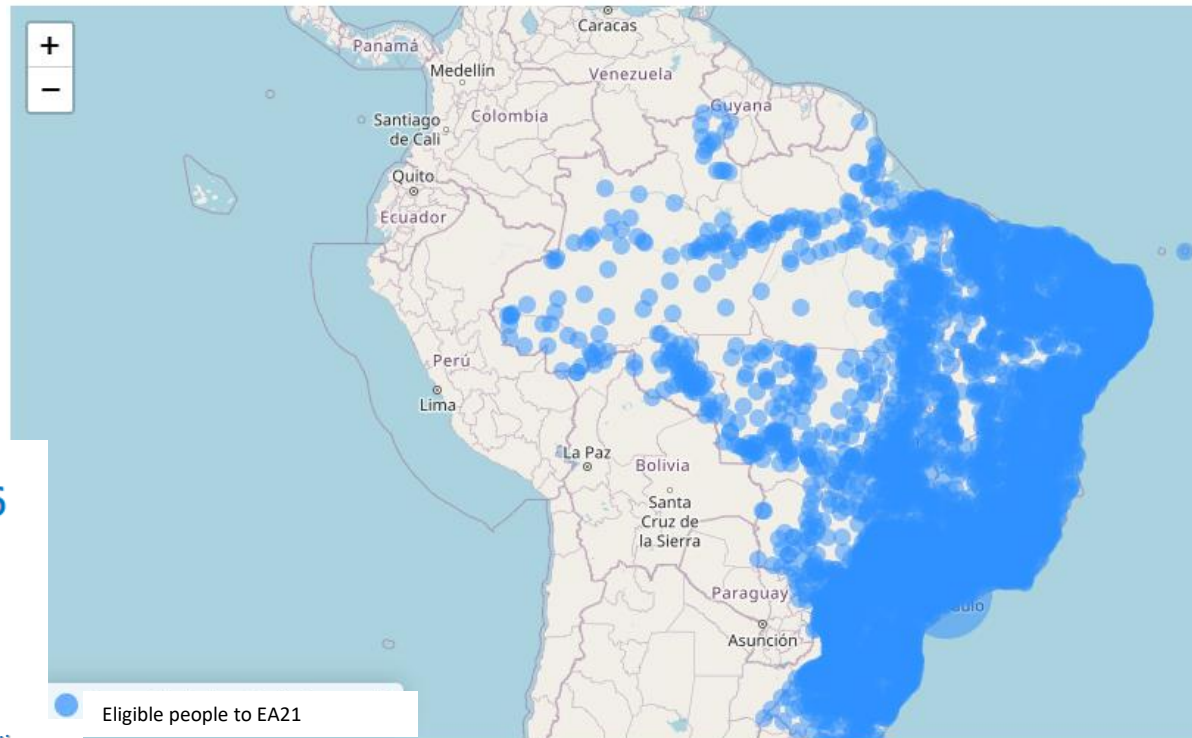 +
−
Caracas
Panamá
Medellín
Venezuela
Guyana
Santiago
de Cali
Colombia
Quito
Ecuador
Perú
Lima
La Paz
Bolivia
Santa
Cruz de
la Sierra
Paraguay
Asunción
Eligible people to EA21